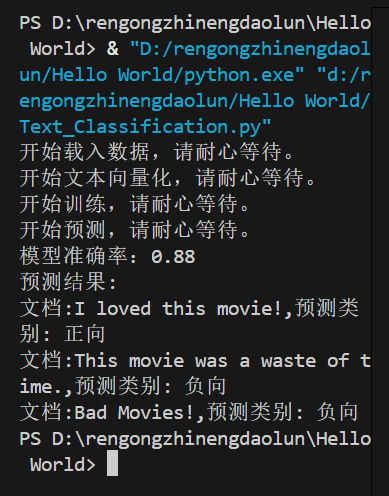 PS D:\rengongzhinengdaolun\Hello
 World> & "D:/rengongzhinengdaol
un/Hello World/python.exe" "d:/r
engongzhinengdaolun/Hello World/
Text_Classification.py"
开始载入数据，请耐心等待。
开始文本向量化，请耐心等待。
开始训练，请耐心等待。
开始预测，请耐心等待。
模型准确率：0.88
预测结果：
文档:I loved this movie!,预测类
别: 正向
文档:This movie was a waste of t
ime.,预测类别: 负向
文档:Bad Movies!,预测类别: 负向
PS D:\rengongzhinengdaolun\Hello
 World>